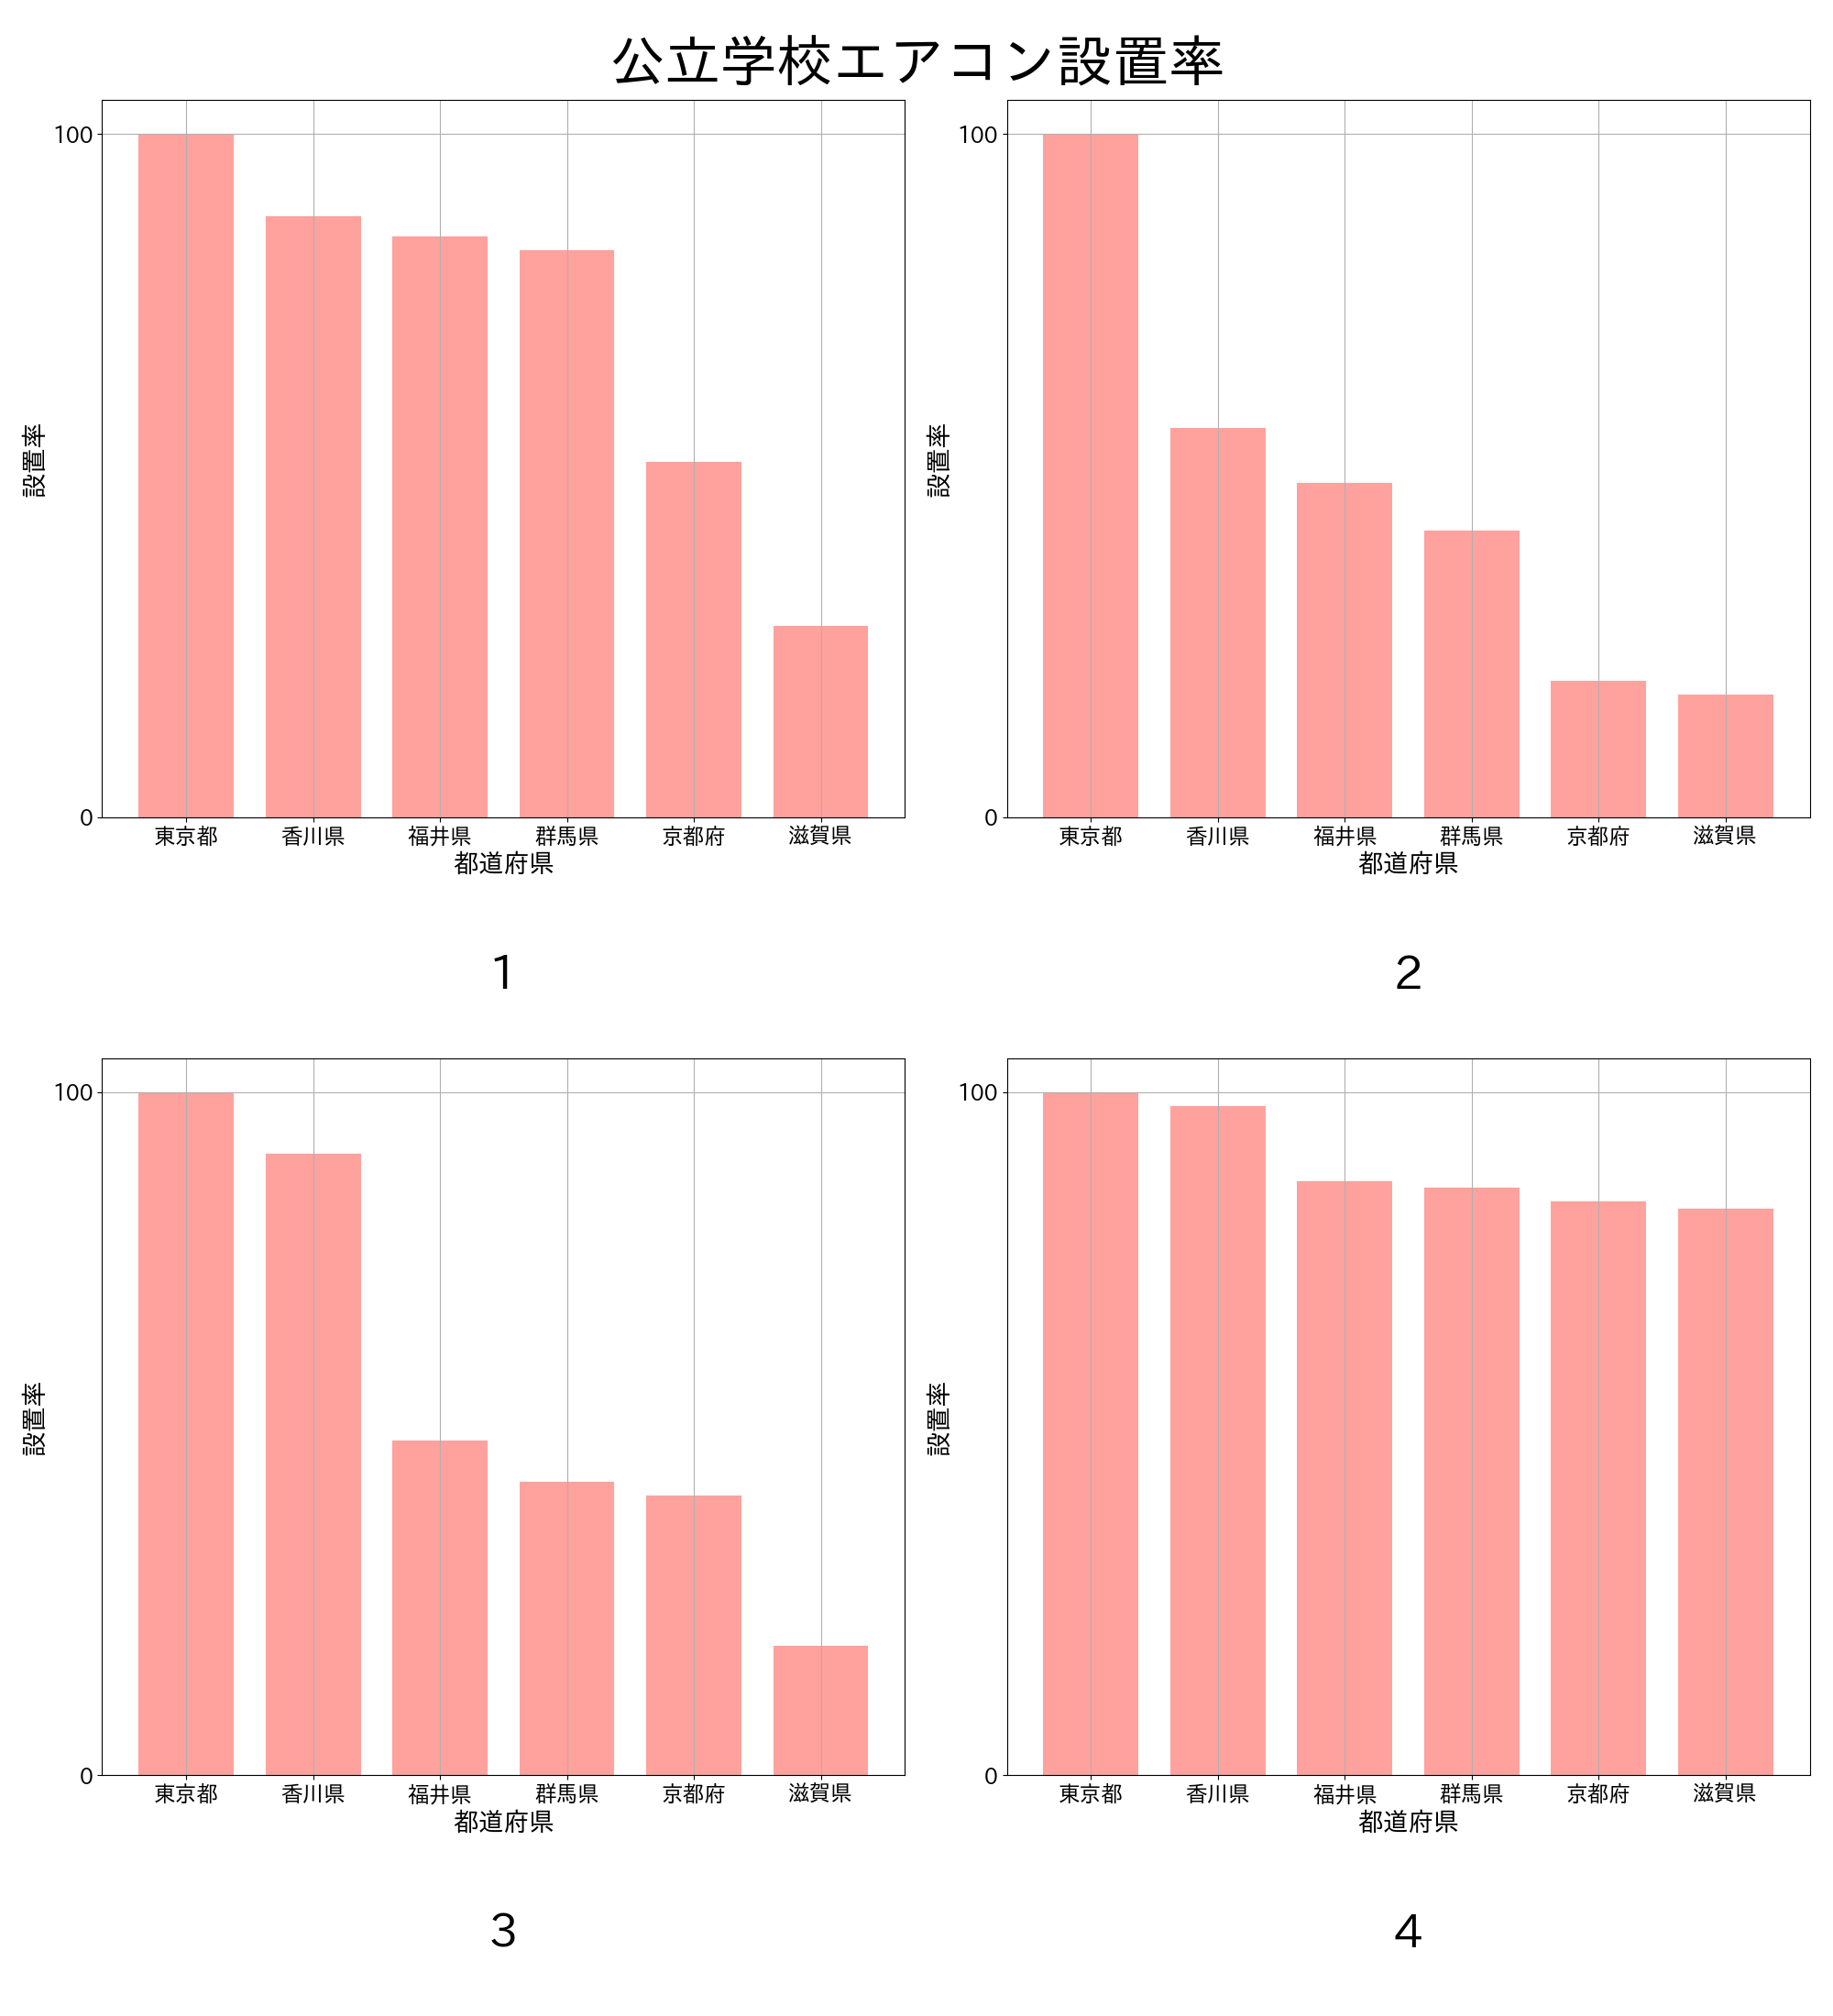 公立学校エアコン設置率
100
設置率
0
東京都 香川県 福井県 群馬県 京都府 滋賀県
都道府県
1
100
設置率
0
東京都 香川県 福井県 群馬県 京都府 滋賀県
都道府県
2
100
設置率
0
東京都 香川県 福井県 群馬県 京都府 滋賀県
都道府県
3
100
設置率
0
東京都 香川県 福井県 群馬県 京都府 滋賀県
都道府県
4